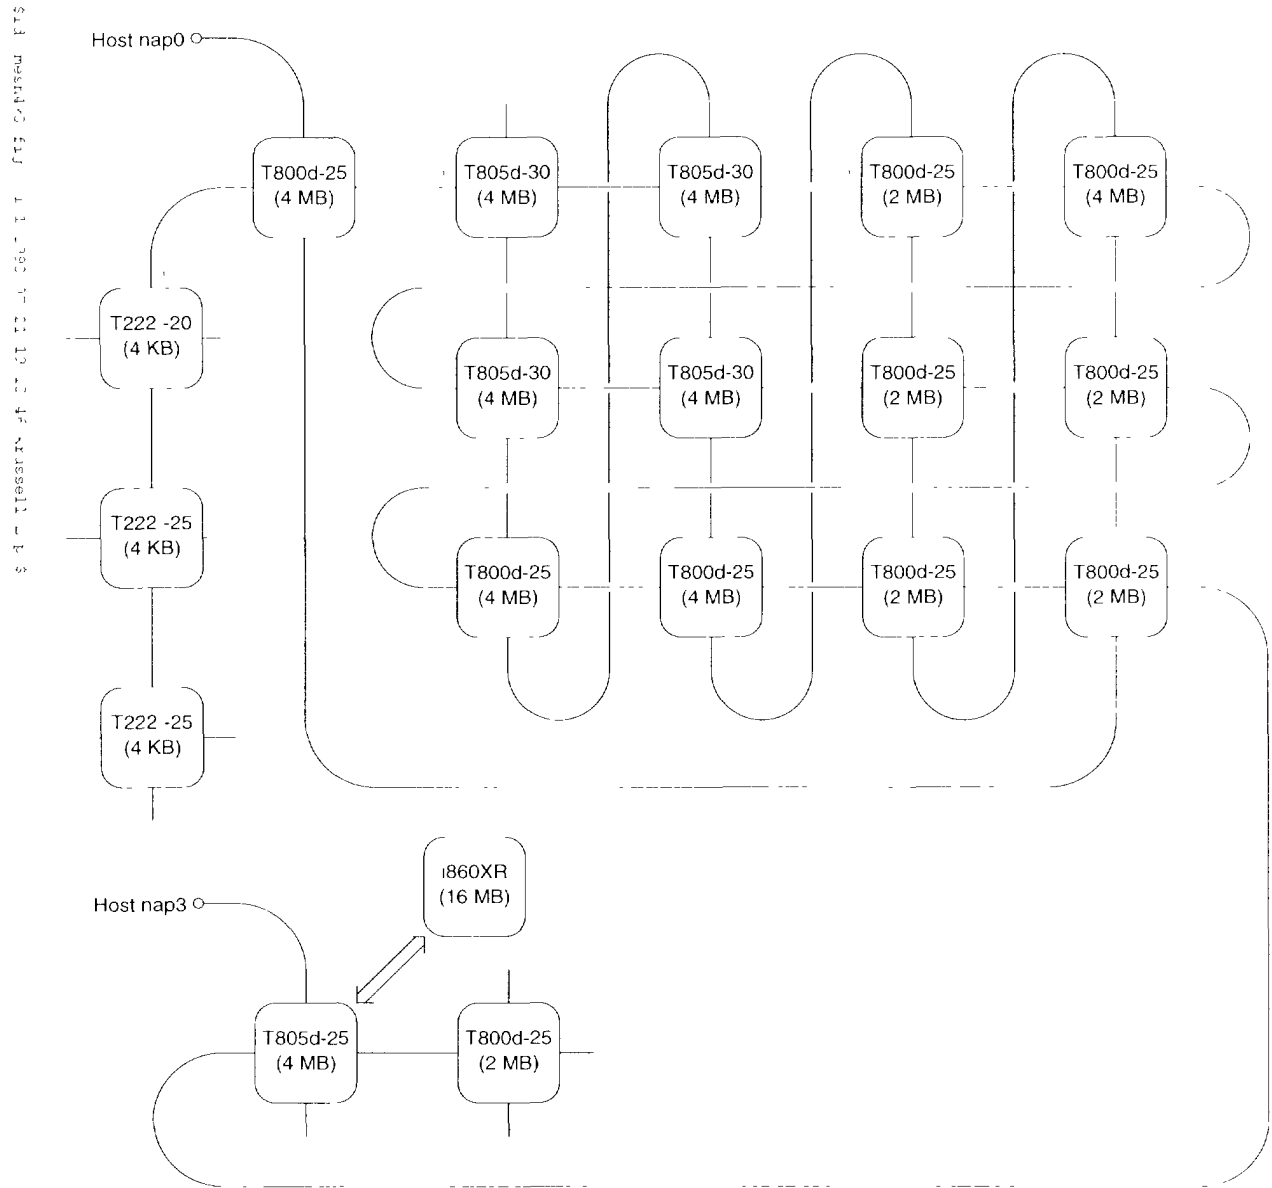 Host nap0
T800d-25
(4 MB)
T805d-30
(4 MB)
T805d-30
(4 MB)
T800d-25
(2 MB)
T800d-25
(4 MB)
T222 -20
(4 KB)
T805d-30
(4 MB)
T805d-30
(4 MB)
T800d-25
(2 MB)
T800d-25
(2 MB)
T222 -25
(4 KB)
T800d-25
(4 MB)
T800d-25
(4 MB)
T800d-25
(2 MB)
T800d-25
(2 MB)
T222 -25
(4 KB)
i860XR
(16 MB)
Host nap3
T805d-25
(4 MB)
T800d-25
(2 MB)